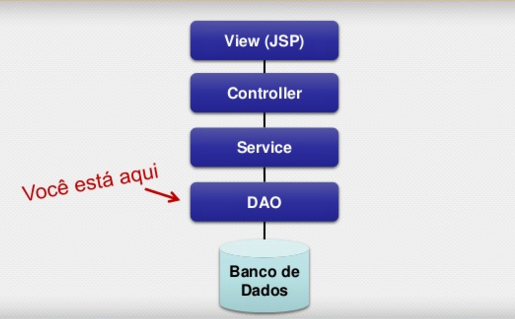 View (JSP)
Controller
Service
Você está aqui
DAO
Banco de
Dados